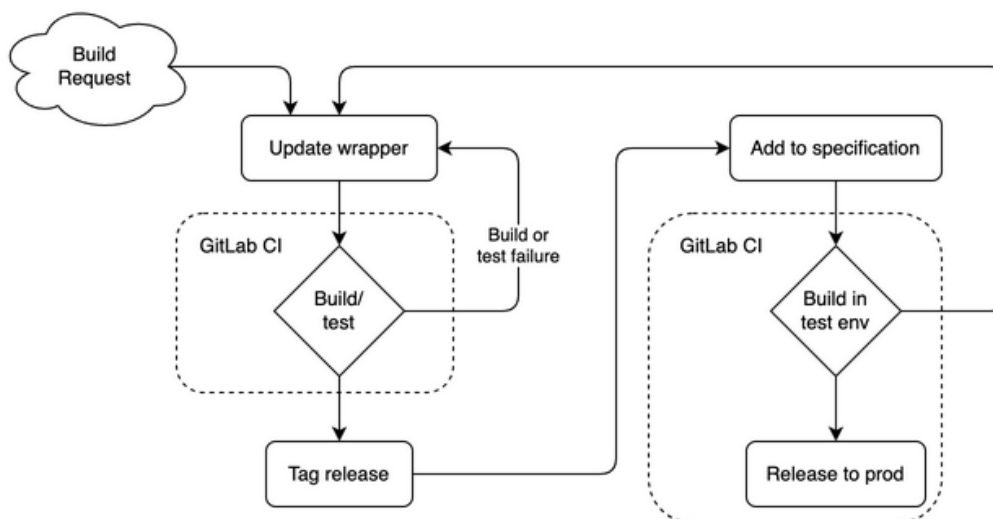 Build
Request
Update wrapper
Add to specification
GitLab CI
Build or
test failure
Build/
test
GitLab CI
Build in
test env
Tag release
Release to prod